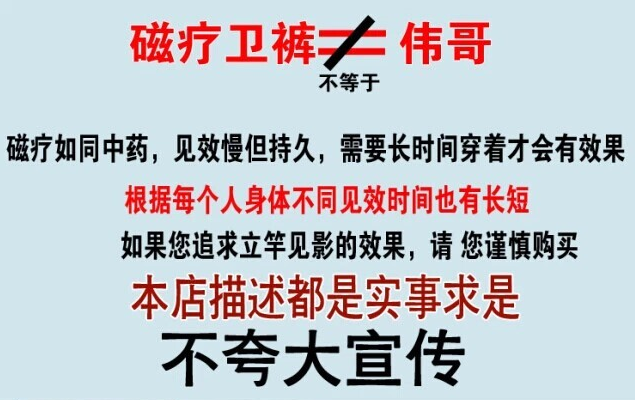 磁疗卫裤≠伟哥
不等于
磁疗如同中药，见效慢但持久，需要长时间穿着才会有效果
根据每个人身体不同见效时间也有长短
如果您追求立竿见影的效果，请 您谨慎购买
本店描述都是实事求是
不夸大宣传